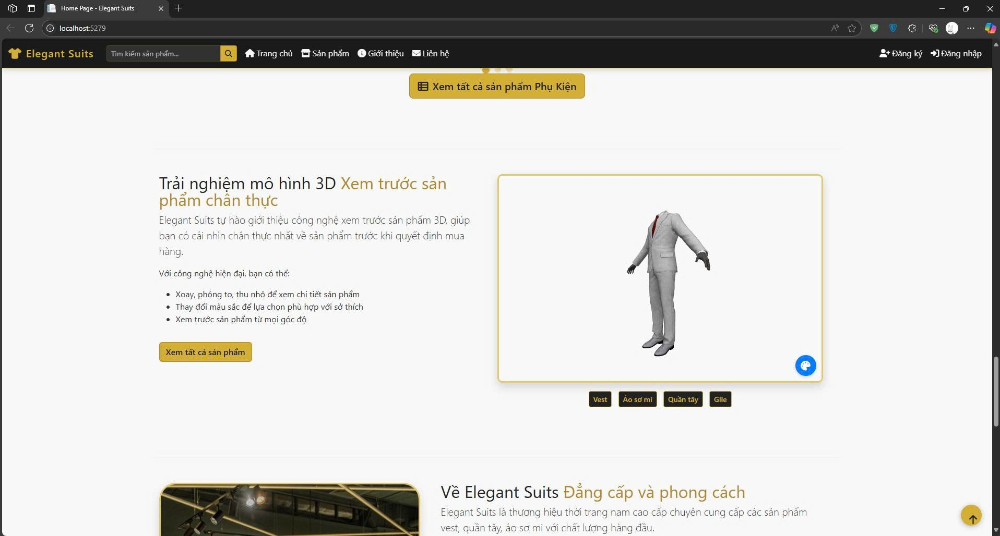 Home Page - Elegant Suits
localhost:5279
Elegant Suits
Tìm kiếm sản phẩm...
Trang chủ
Sản phẩm
Giới thiệu
Liên hệ
Đăng ký
Đăng nhập
Xem tất cả sản phẩm Phụ Kiện
Trải nghiệm mô hình 3D Xem trước sản
phẩm chân thực
Elegant Suits tự hào giới thiệu công nghệ xem trước sản phẩm 3D, giúp
bạn có cái nhìn chân thực nhất về sản phẩm trước khi quyết định mua
hàng.
Với công nghệ hiện đại, bạn có thể:
Xoay, phóng to, thu nhỏ để xem chi tiết sản phẩm
Thay đổi màu sắc để lựa chọn phù hợp với sở thích
Xem trước sản phẩm từ mọi góc độ
Xem tất cả sản phẩm
Vest
Áo sơ mi
Quần tây
Gile
Về Elegant Suits Đẳng cấp và phong cách
Elegant Suits là thương hiệu thời trang nam cao cấp chuyên cung cấp các sản phẩm
vest, quần tây, áo sơ mi với chất lượng hàng đầu.